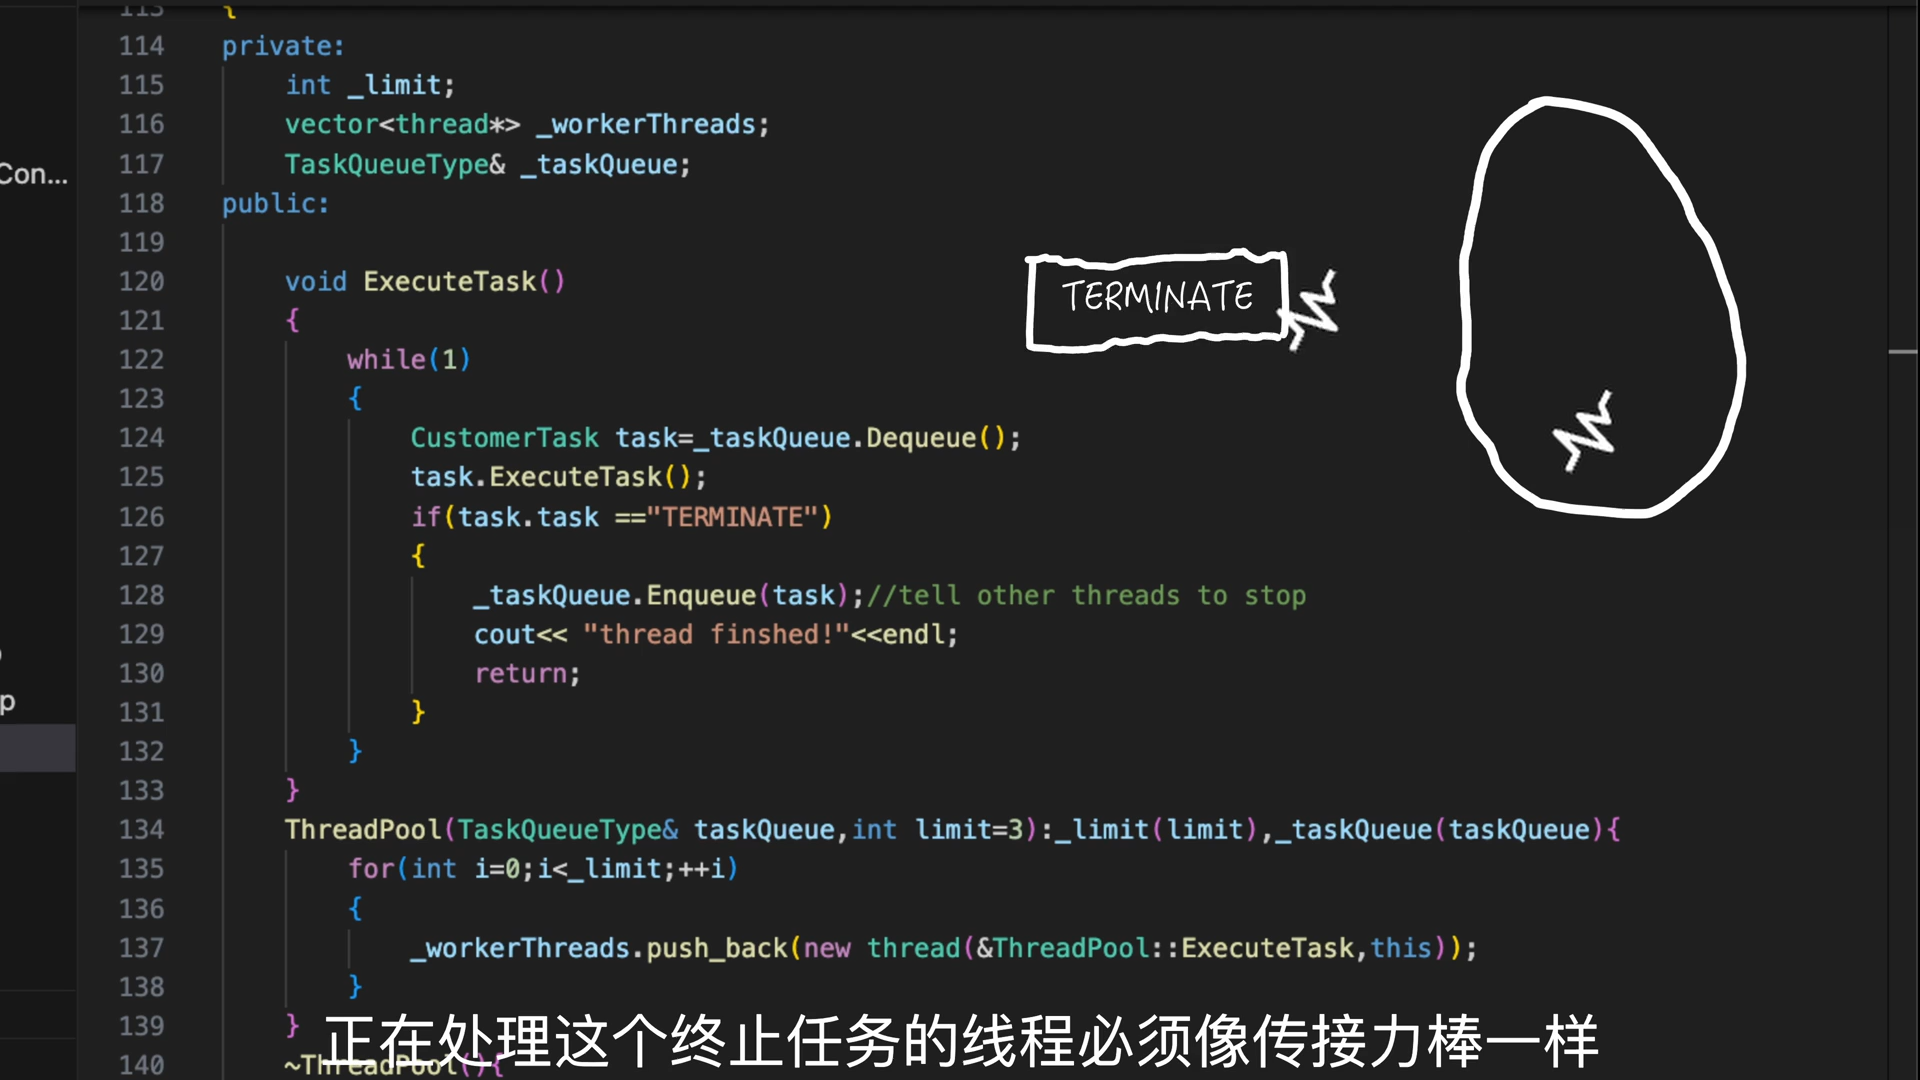 113 {
114 private:
115 int _limit;
116 vector<thread*> _workerThreads;
117 TaskQueueType& _taskQueue;
Con...
118 public:
119
120 void ExecuteTask()
TERMINATE
121 {
122 while(1)
123 {
124 CustomerTask task=_taskQueue.Dequeue();
125 task.ExecuteTask();
126 if(task.task =="TERMINATE")
127 {
128 _taskQueue.Enqueue(task);//tell other threads to stop
129 cout<< "thread finshed!"<<endl;
130 return;
p
131 }
132 }
133 }
134 ThreadPool(TaskQueueType& taskQueue,int limit=3):_limit(limit),_taskQueue(taskQueue){
135 for(int i=0;i<_limit;++i)
136 {
137 _workerThreads.push_back(new thread(&ThreadPool::ExecuteTask,this));
138 }
139 }
140 ~ThreadPool(){
正在处理这个终止任务的线程必须像传接力棒一样